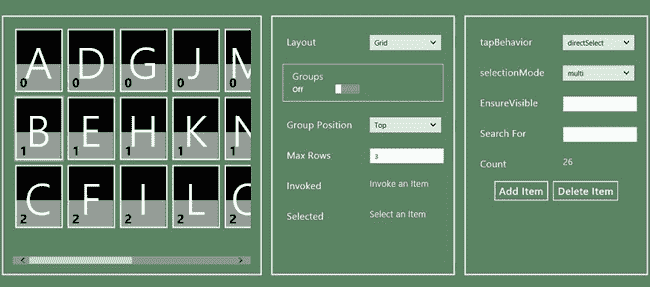 A D G J M
0 0 0 0
B E H K N
1 1 1 1 1
C F I L
2 2 2 2
Layout Grid
Groups
Off
Group Position Top
Max Rows 3
Invoked Invoke an Item
Selected Select an Item
tapBehavior directSelect
selectionMode multi
EnsureVisible
Search For
Count 26
Add Item Delete Item